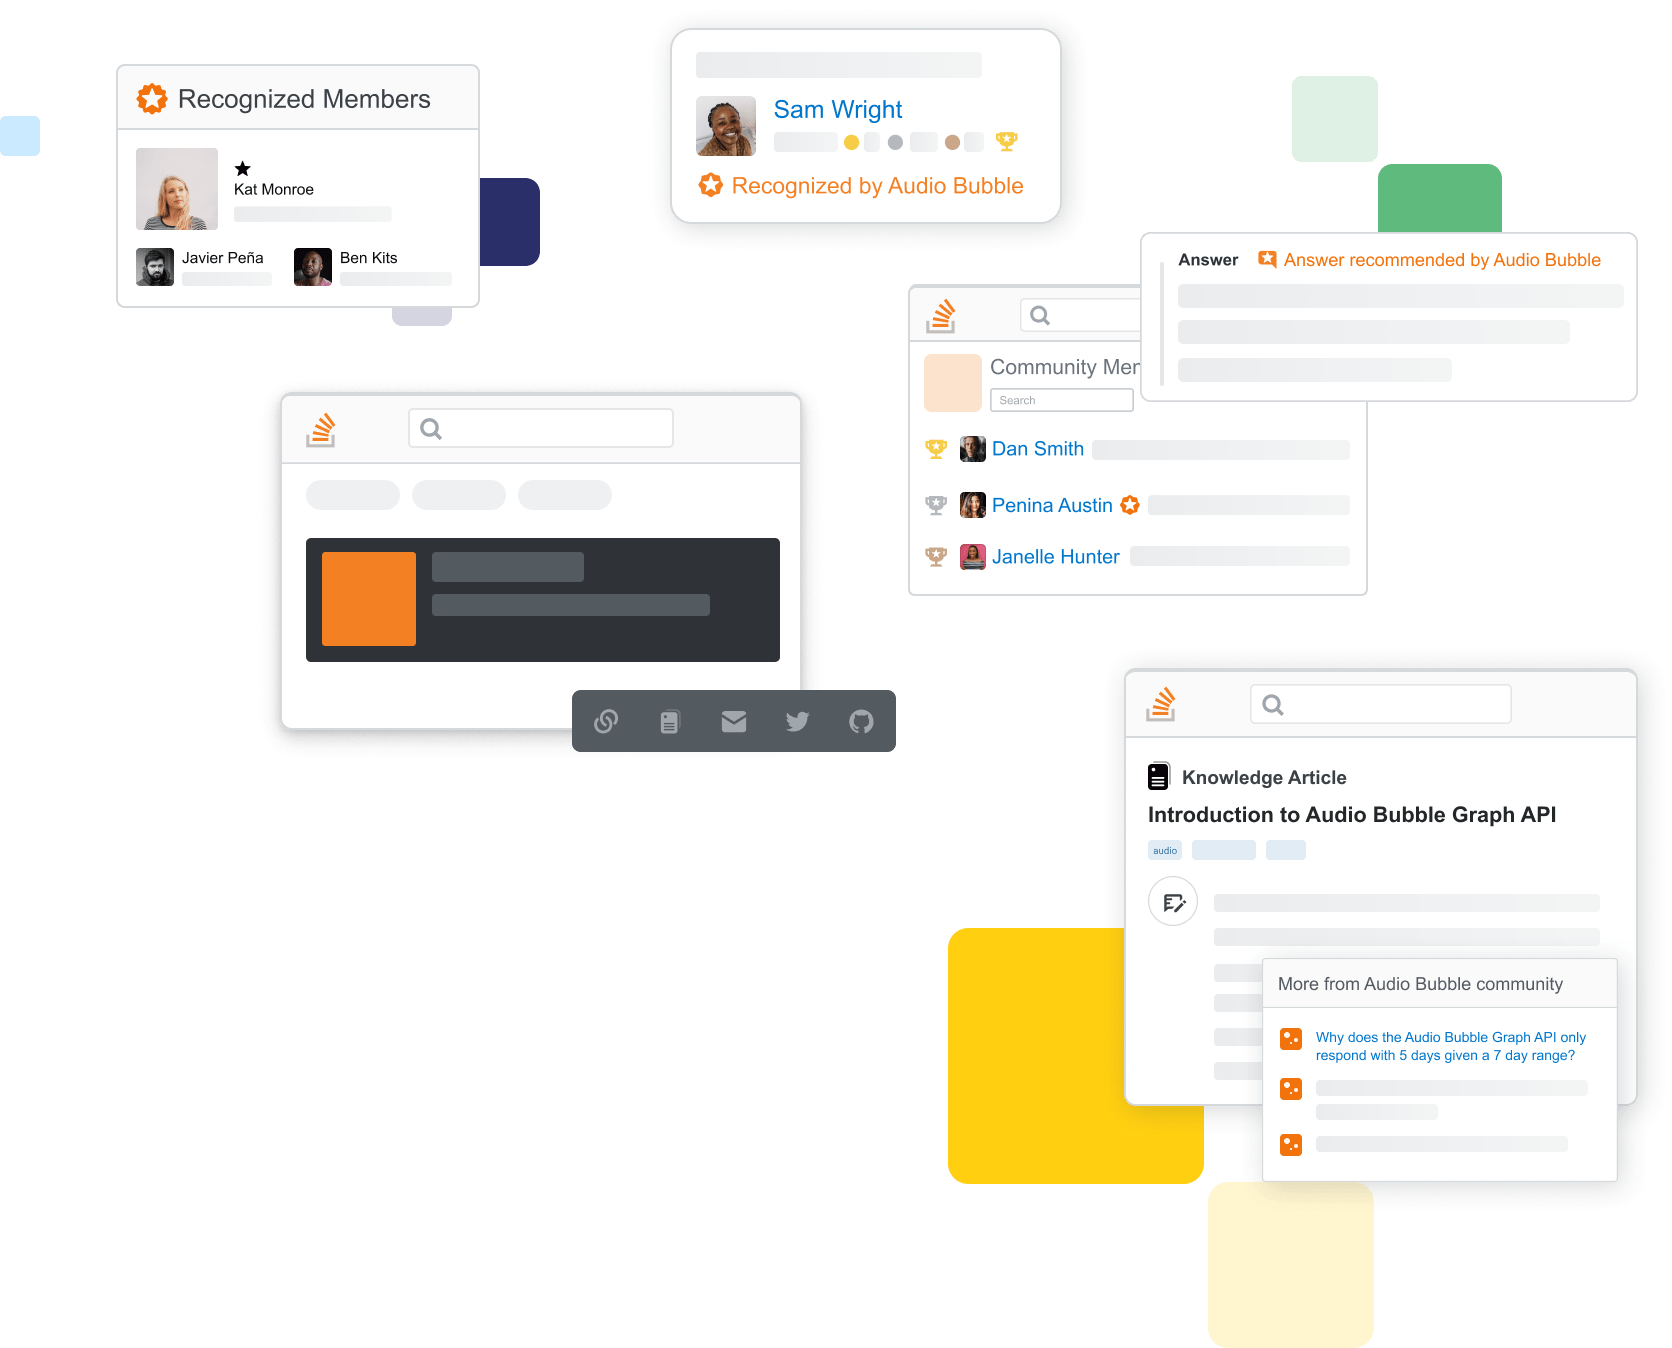 Recognized Members
Kat Monroe
Javier Peña
Ben Kits
Sam Wright
Recognized by Audio Bubble
Answer
Answer recommended by Audio Bubble
Community Mem
Search
Dan Smith
Penina Austin
Janelle Hunter
Knowledge Article
Introduction to Audio Bubble Graph API
audio
More from Audio Bubble community
Why does the Audio Bubble Graph API only
respond with 5 days given a 7 day range?